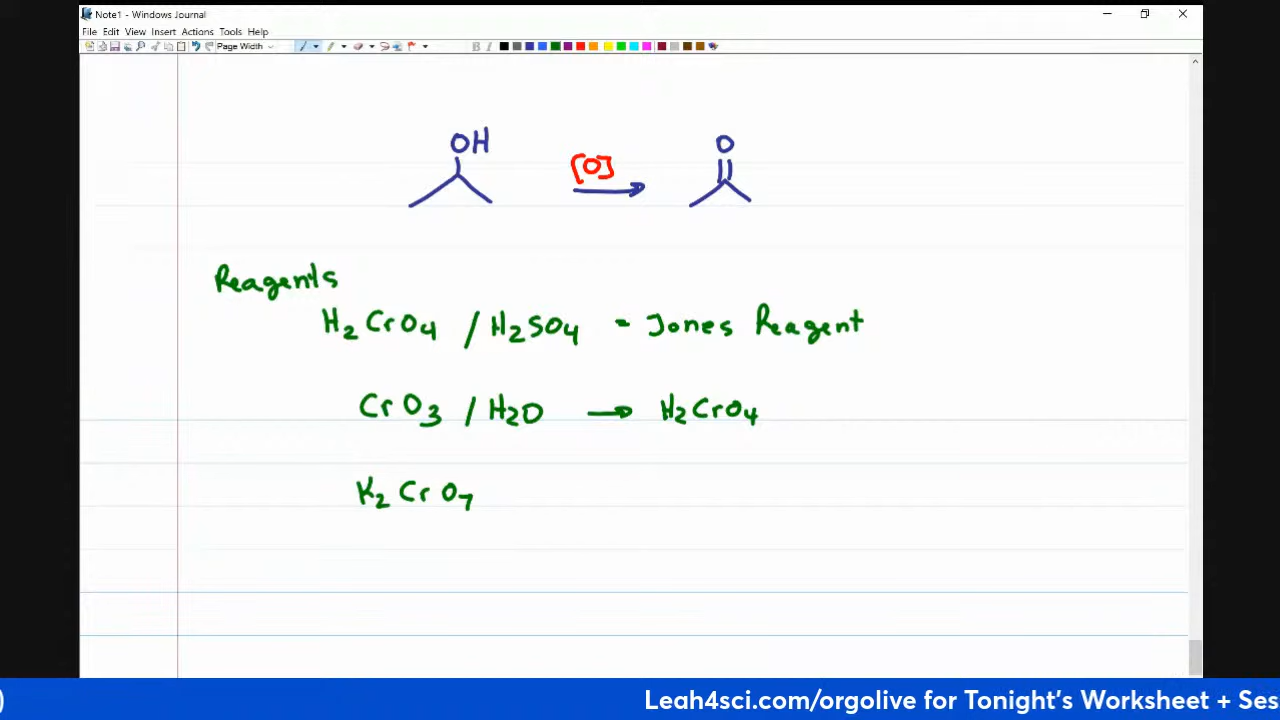 Note1 - Windows Journal
File Edit View Insert Actions Tools Help
Page Width
B I
OH
[O]
O
Reagents
H2CrO4 / H2SO4 - Jones Reagent
CrO3 / H2O → H2CrO4
K2CrO7
) Leah4sci.com/orgolive for Tonight's Worksheet + Ses